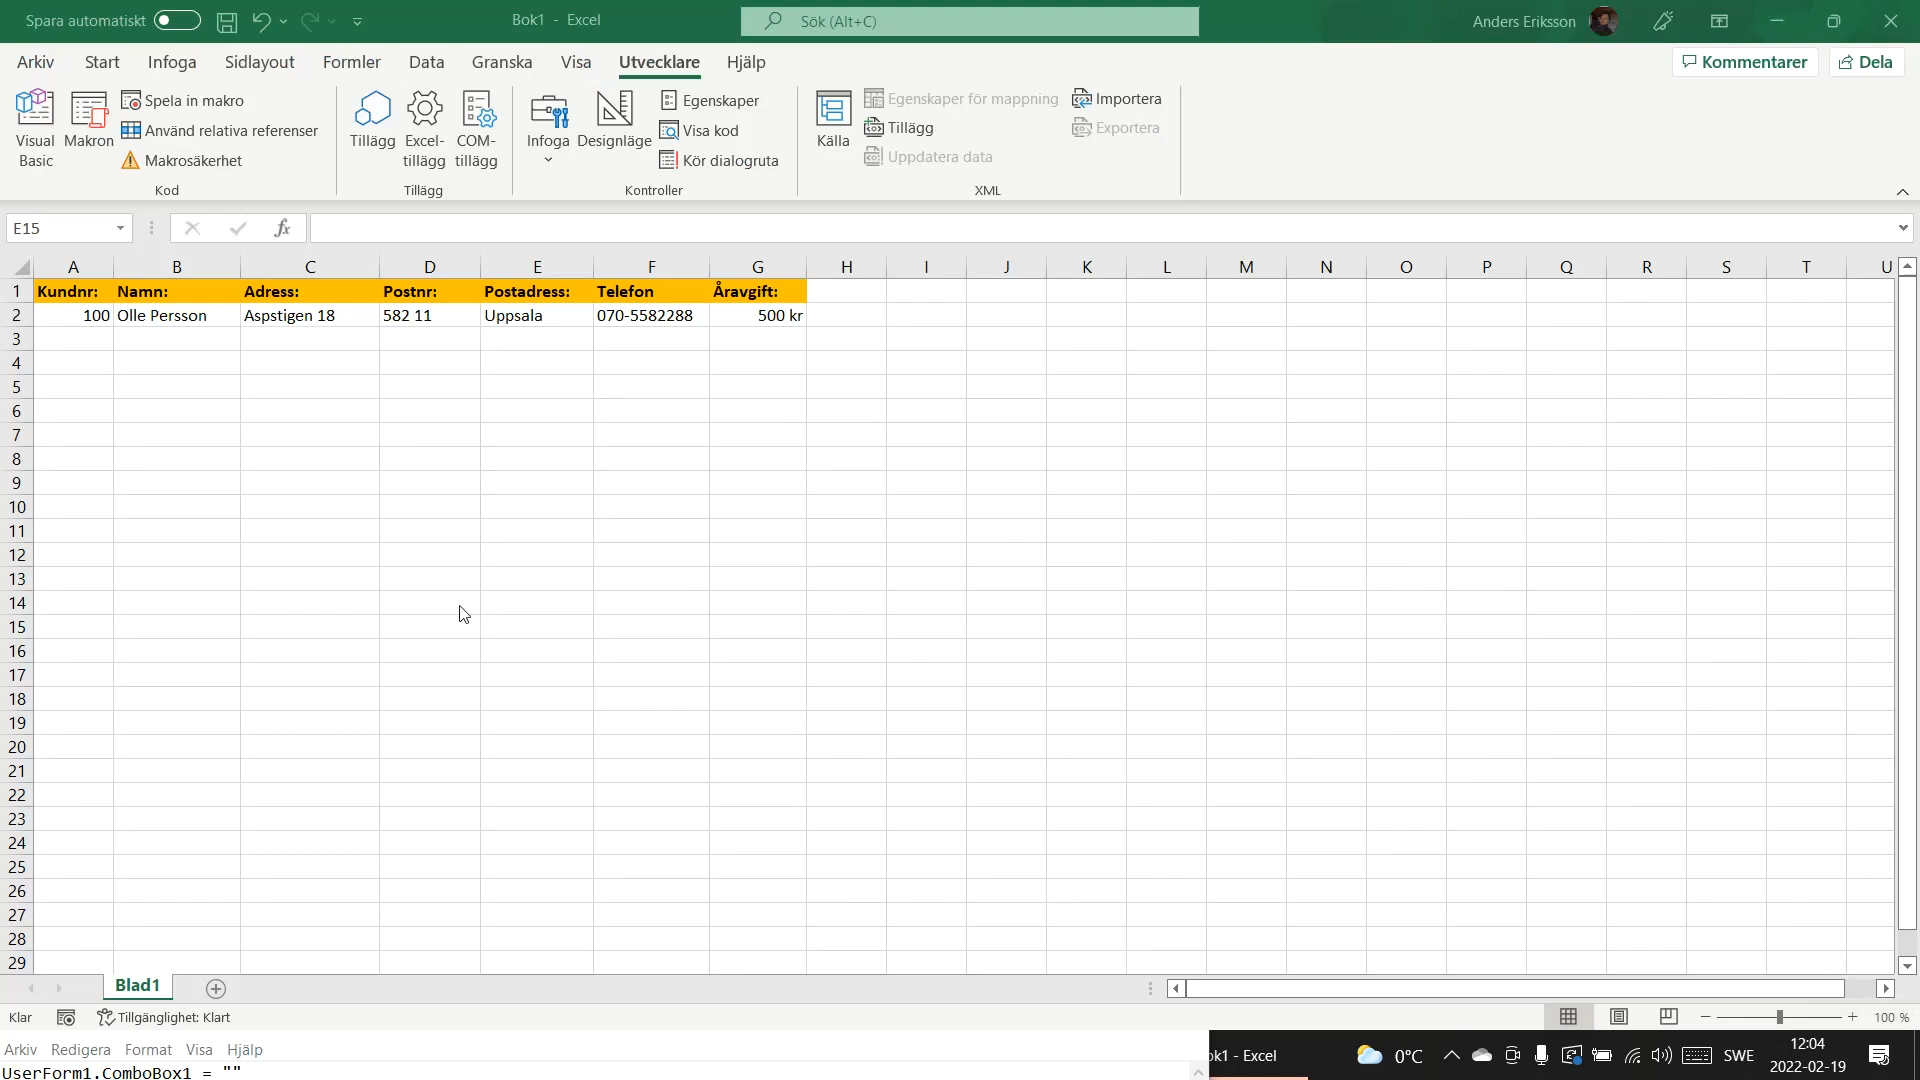 Spara automatiskt
Bok1 - Excel
Sök (Alt+C)
Anders Eriksson
Arkiv Start Infoga Sidlayout Formler Data Granska Visa Utvecklare Hjälp
Kommentarer Dela
Visual Basic
Makron
Spela in makro
Använd relativa referenser
Makrosäkerhet
Kod
Tillägg
Excel-tillägg
COM-tillägg
Tillägg
Infoga
Designläge
Egenskaper
Visa kod
Kör dialogruta
Kontroller
Källa
Egenskaper för mappning
Tillägg
Uppdatera data
Importera
Exportera
XML
E15
fx
A B C D E F G H I J K L M N O P Q R S T U
1 Kundnr: Namn: Adress: Postnr: Postadress: Telefon Åravgift:
2 100 Olle Persson Aspstigen 18 582 11 Uppsala 070-5582288 500 kr
3
4
5
6
7
8
9
10
11
12
13
14
15
16
17
18
19
20
21
22
23
24
25
26
27
28
29
Blad1
Klar
Tillgänglighet: Klart
100 %
Arkiv Redigera Format Visa Hjälp
UserForm1.ComboBox1 = ""
ok1 - Excel
0°C
SWE
12:04
2022-02-19